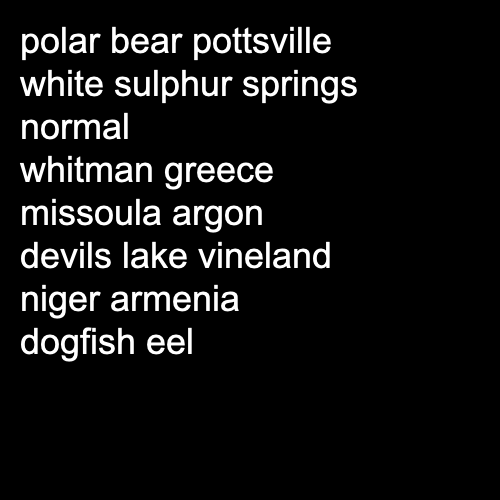 polar bear pottsville
white sulphur springs
normal
whitman greece
missoula argon
devils lake vineland
niger armenia
dogfish eel